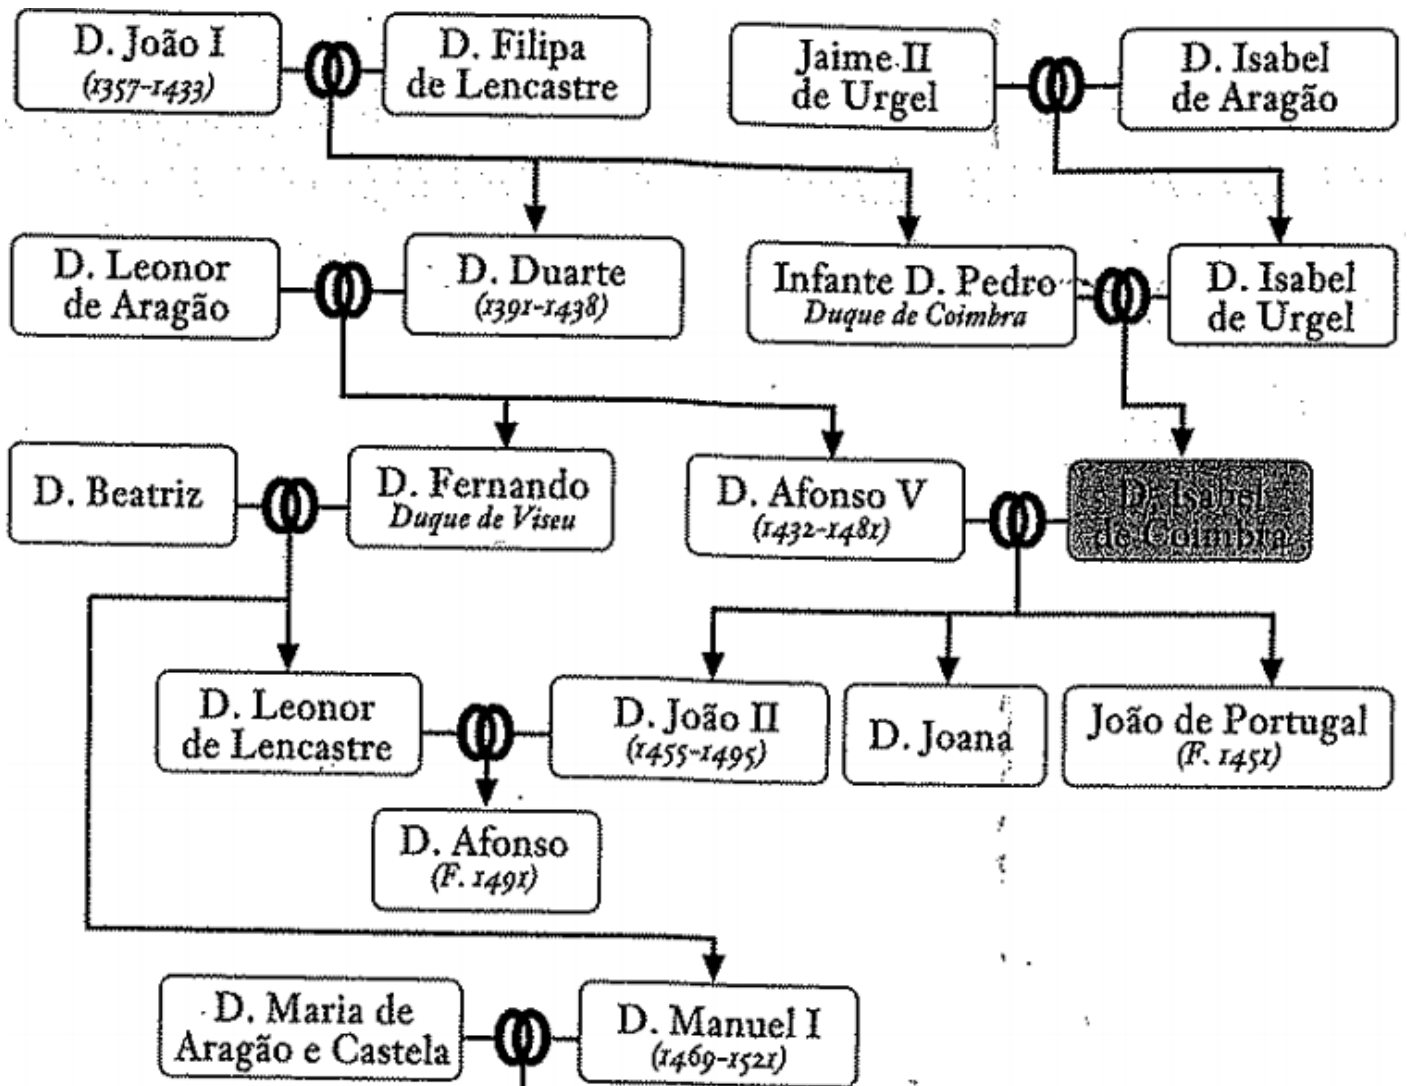 D. João I
(1357-1433)
D. Filipa
de Lencastre
Jaime II
de Urgel
D. Isabel
de Aragão
D. Leonor
de Aragão
D. Duarte
(1391-1438)
Infante D. Pedro
Duque de Coimbra
D. Isabel
de Urgel
D. Beatriz
D. Fernando
Duque de Viseu
D. Afonso V
(1432-1481)
D. Isabel
de Coimbra
D. Leonor
de Lencastre
D. João II
(1455-1495)
D. Joana
João de Portugal
(F. 1451)
D. Afonso
(F. 1491)
D. Maria de
Aragão e Castela
D. Manuel I
(1469-1521)